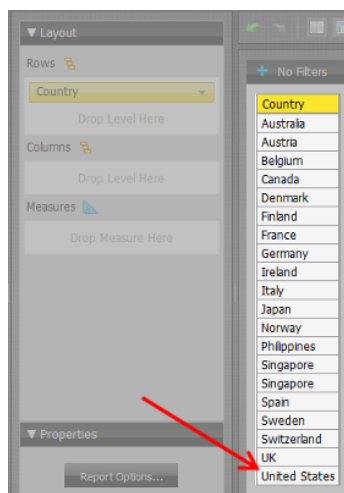 Layout
Rows
Country
Drop Level Here
Columns
Drop Level Here
Measures
Drop Measure Here
Properties
Report Options...
No Filters
Country
Australia
Austria
Belgium
Canada
Denmark
Finland
France
Germany
Ireland
Italy
Japan
Norway
Philippines
Singapore
Singapore
Spain
Sweden
Switzerland
UK
United States